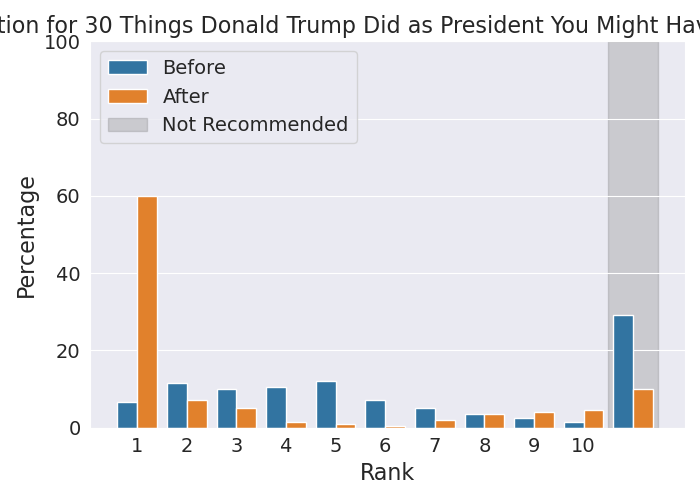 tion for 30 Things Donald Trump Did as President You Might Hav
100
80
60
40
20
0
Percentage
Before
After
Not Recommended
1 2 3 4 5 6 7 8 9 10
Rank